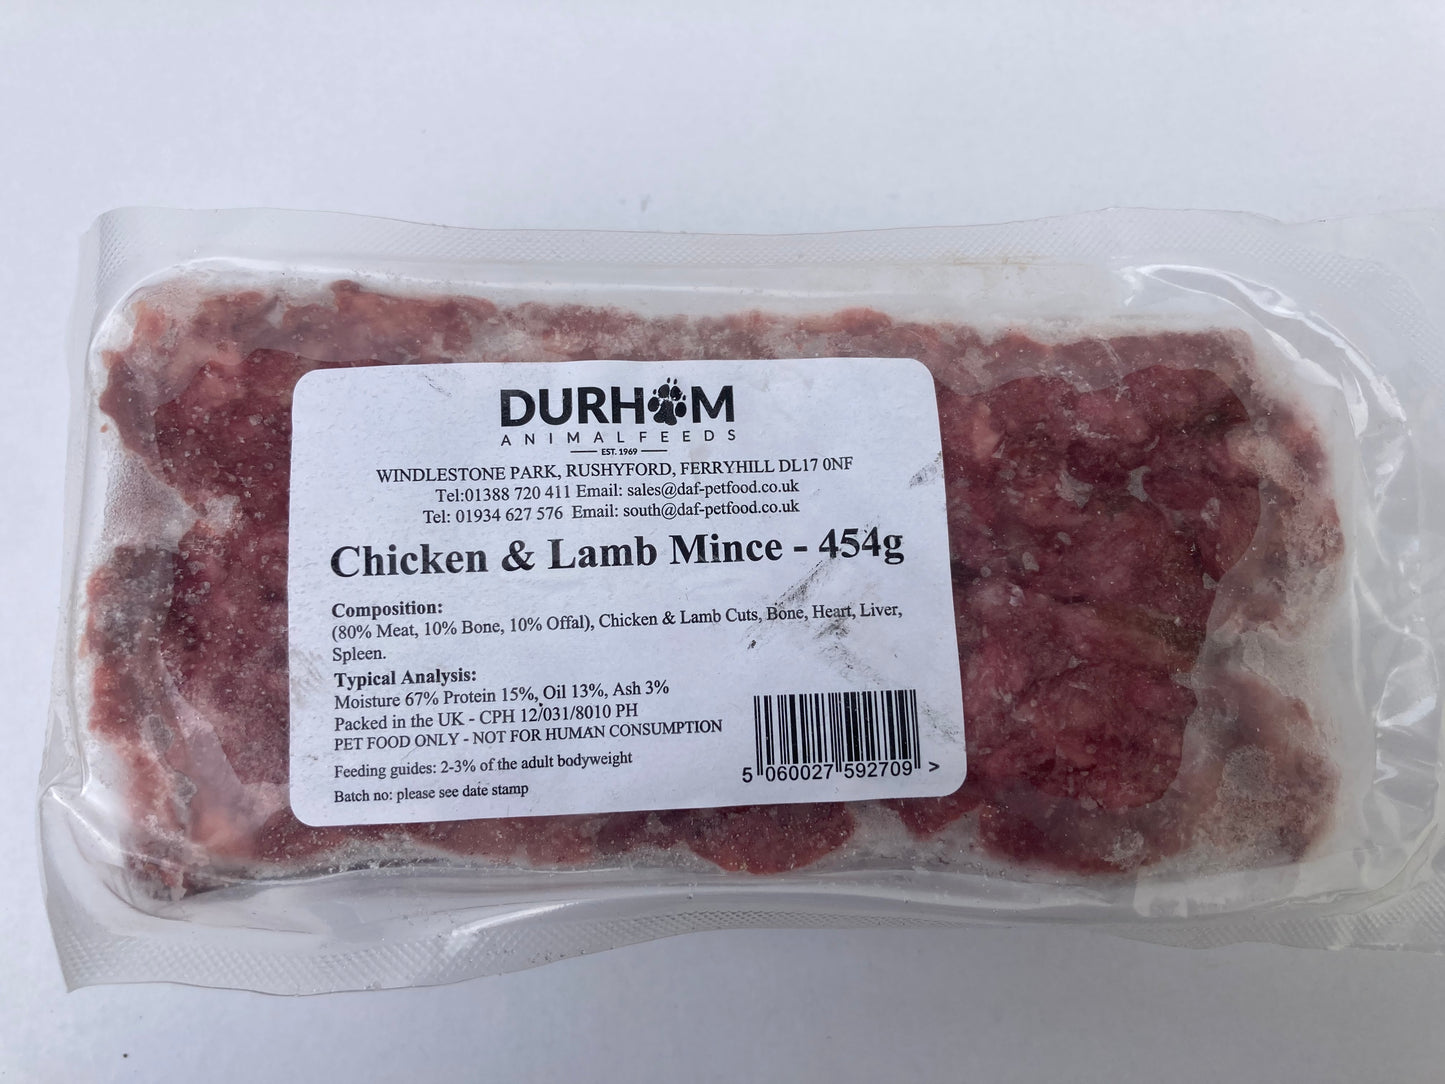 DURHAM
ANIMALFEEDS
EST. 1969
WINDLESTONE PARK, RUSHYFORD, FERRYHILL DL17 0NF
Tel:01388 720 411 Email: sales@daf-petfood.co.uk
Tel: 01934 627 576 Email: south@daf-petfood.co.uk
Chicken & Lamb Mince - 454g
Composition:
(80% Meat, 10% Bone, 10% Offal), Chicken & Lamb Cuts, Bone, Heart, Liver,
Spleen.
Typical Analysis:
Moisture 67% Protein 15%, Oil 13%, Ash 3%
Packed in the UK - CPH 12/031/8010 PH
PET FOOD ONLY - NOT FOR HUMAN CONSUMPTION
Feeding guides: 2-3% of the adult bodyweight
Batch no: please see date stamp
5 060027 592709 >